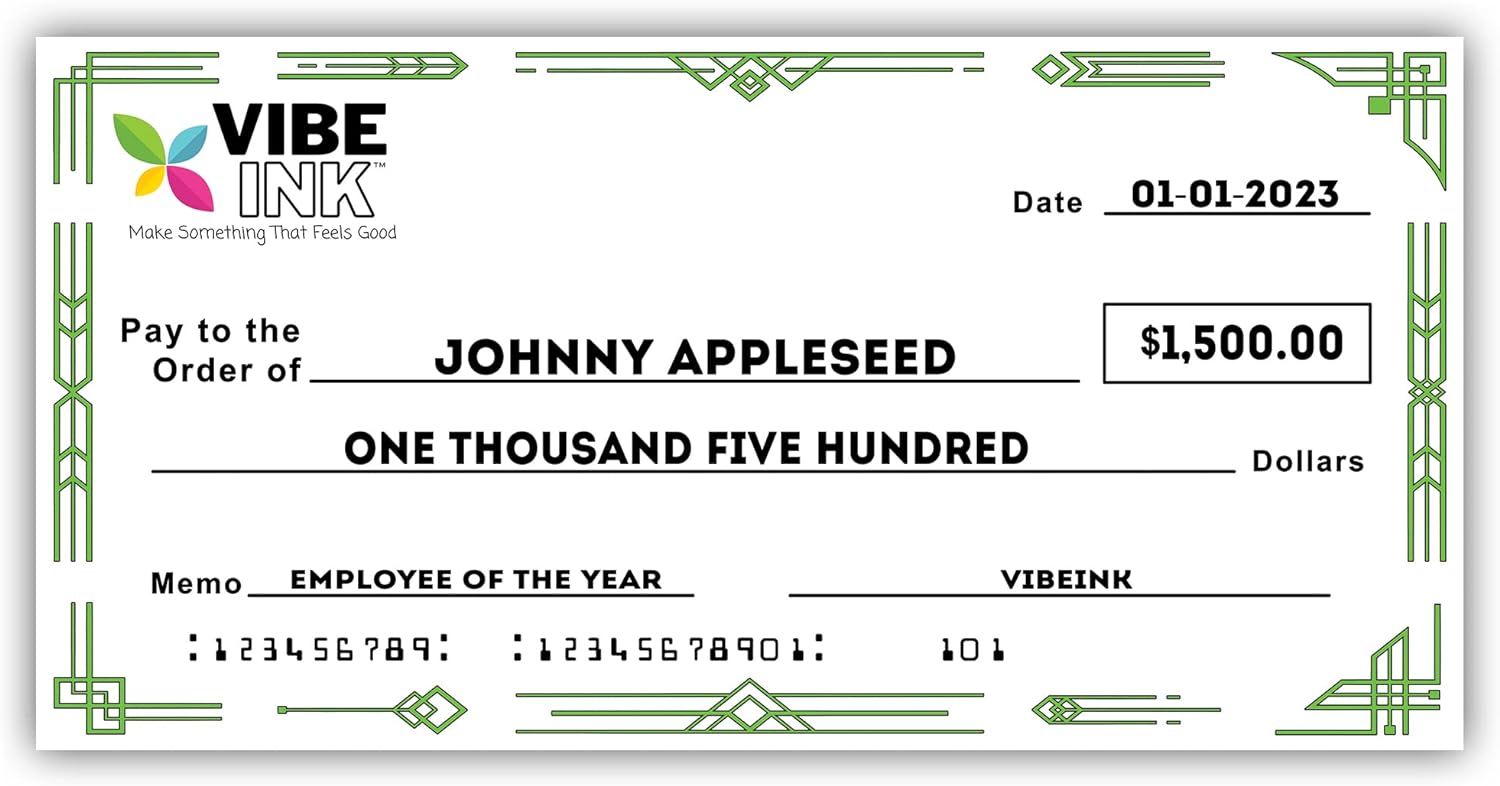 VIBE
INK™
Make Something That Feels Good
Date 01-01-2023
Pay to the
Order of JOHNNY APPLESEED $1,500.00
ONE THOUSAND FIVE HUNDRED Dollars
Memo EMPLOYEE OF THE YEAR VIBEINK
:123456789: :12345678901: 101